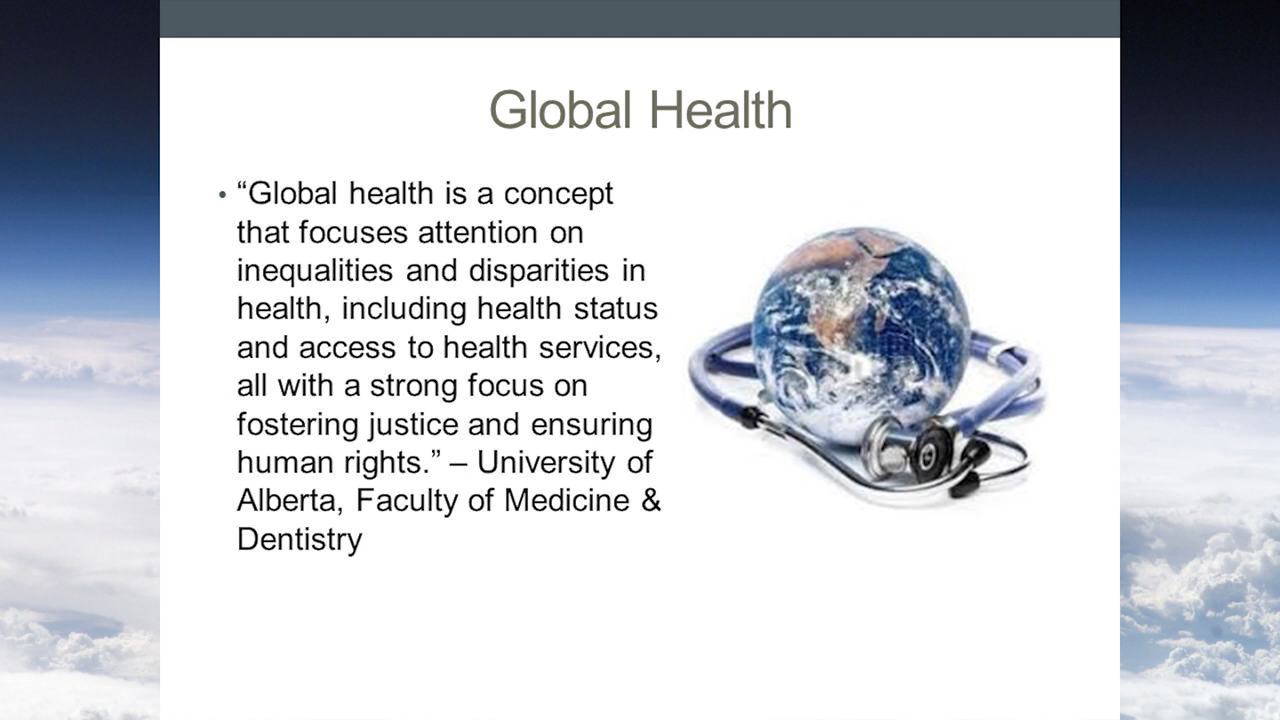 Global Health
• “Global health is a concept
that focuses attention on
inequalities and disparities in
health, including health status
and access to health services,
all with a strong focus on
fostering justice and ensuring
human rights.” – University of
Alberta, Faculty of Medicine &
Dentistry